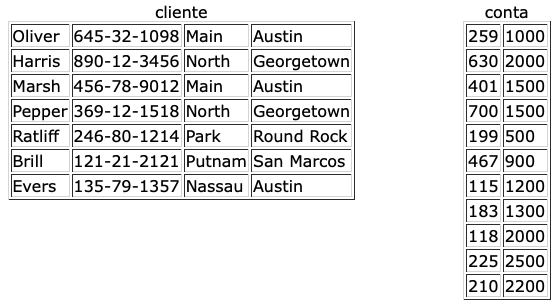 cliente
Oliver 645-32-1098 Main Austin
Harris 890-12-3456 North Georgetown
Marsh 456-78-9012 Main Austin
Pepper 369-12-1518 North Georgetown
Ratliff 246-80-1214 Park Round Rock
Brill 121-21-2121 Putnam San Marcos
Evers 135-79-1357 Nassau Austin
conta
259 1000
630 2000
401 1500
700 1500
199 500
467 900
115 1200
183 1300
118 2000
225 2500
210 2200